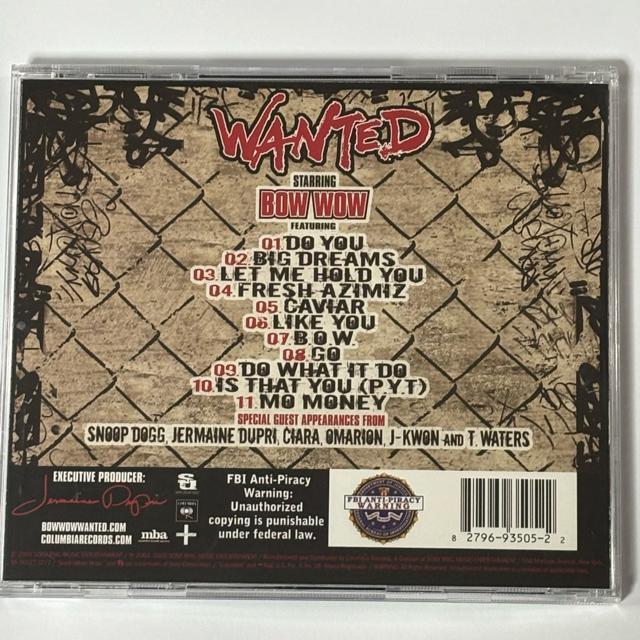 WANTED
STARRING
BOW WOW
FEATURING
01. DO YOU
02. BIG DREAMS
03. LET ME HOLD YOU
04. FRESH AZIMIZ
05. CAVIAR
06. LIKE YOU
07. B.O.W.
08. GO
09. DO WHAT IT DO
10. IS THAT YOU (P.Y.T)
11. MO MONEY
SPECIAL GUEST APPEARANCES FROM
SNOOP DOGG, JERMAINE DUPRI, CIARA, OMARION, J-KWON AND T. WATERS
EXECUTIVE PRODUCER:
Jermaine Dupri
BOWWOWWANTED.COM
COLUMBIARECORDS.COM
mba
FBI Anti-Piracy
Warning:
Unauthorized
copying is punishable
under federal law.
FBI ANTI-PIRACY
WARNING
8 2796-93505-2 2